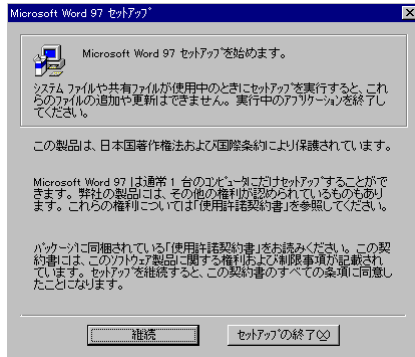 Microsoft Word 97 ｾｯﾄｱｯﾌﾟ
Microsoft Word 97 ｾｯﾄｱｯﾌﾟを始めます。
ｼｽﾃﾑ ﾌｧｲﾙや共有ﾌｧｲﾙが使用中のときにｾｯﾄｱｯﾌﾟを実行すると、これ
らのﾌｧｲﾙの追加や更新はできません。実行中のｱﾌﾟﾘｹｰｼｮﾝを終了し
てください。
この製品は、日本国著作権法および国際条約により保護されています。
Microsoft Word 97 は通常 1 台のｺﾝﾋﾟｭｰﾀにだけｾｯﾄｱｯﾌﾟすることがで
きます。弊社の製品には、その他の権利が認められているものもあり
ます。これらの権利については「使用許諾契約書」を参照してください。
ﾊﾟｯｹｰｼﾞに同梱されている「使用許諾契約書」をお読みください。この契
約書には、このｿﾌﾄｳｪｱ製品に関する権利および制限事項が記載され
ています。ｾｯﾄｱｯﾌﾟを継続すると、この契約書のすべての条項に同意し
たことになります。
継続
ｾｯﾄｱｯﾌﾟの終了(X)